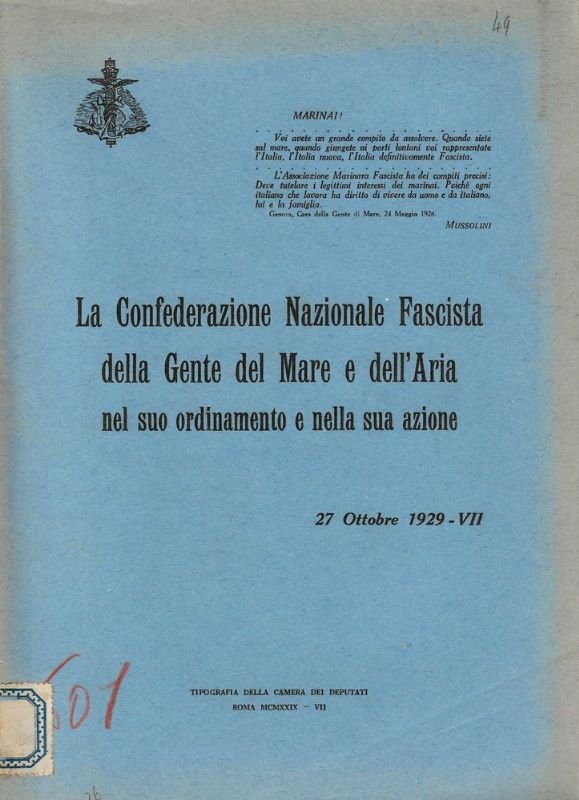 49
MARINAI!
Voi avete un grande compito da assolvere. Quando siete
sul mare, quando giungete ai porti lontani voi rappresentate
l'Italia, l'Italia nuova, l'Italia definitivamente Fascista.
L'Associazione Marinara Fascista ha dei compiti precisi:
Deve tutelare i legittimi interessi dei marinai. Poichè ogni
italiano che lavora ha diritto di vivere da uomo e da italiano,
lui e la famiglia.
Genova, Casa della Gente di Mare, 24 Maggio 1926.
MUSSOLINI
La Confederazione Nazionale Fascista
della Gente del Mare e dell'Aria
nel suo ordinamento e nella sua azione
27 Ottobre 1929 - VII
601
TIPOGRAFIA DELLA CAMERA DEI DEPUTATI
ROMA MCMXXIX - VII